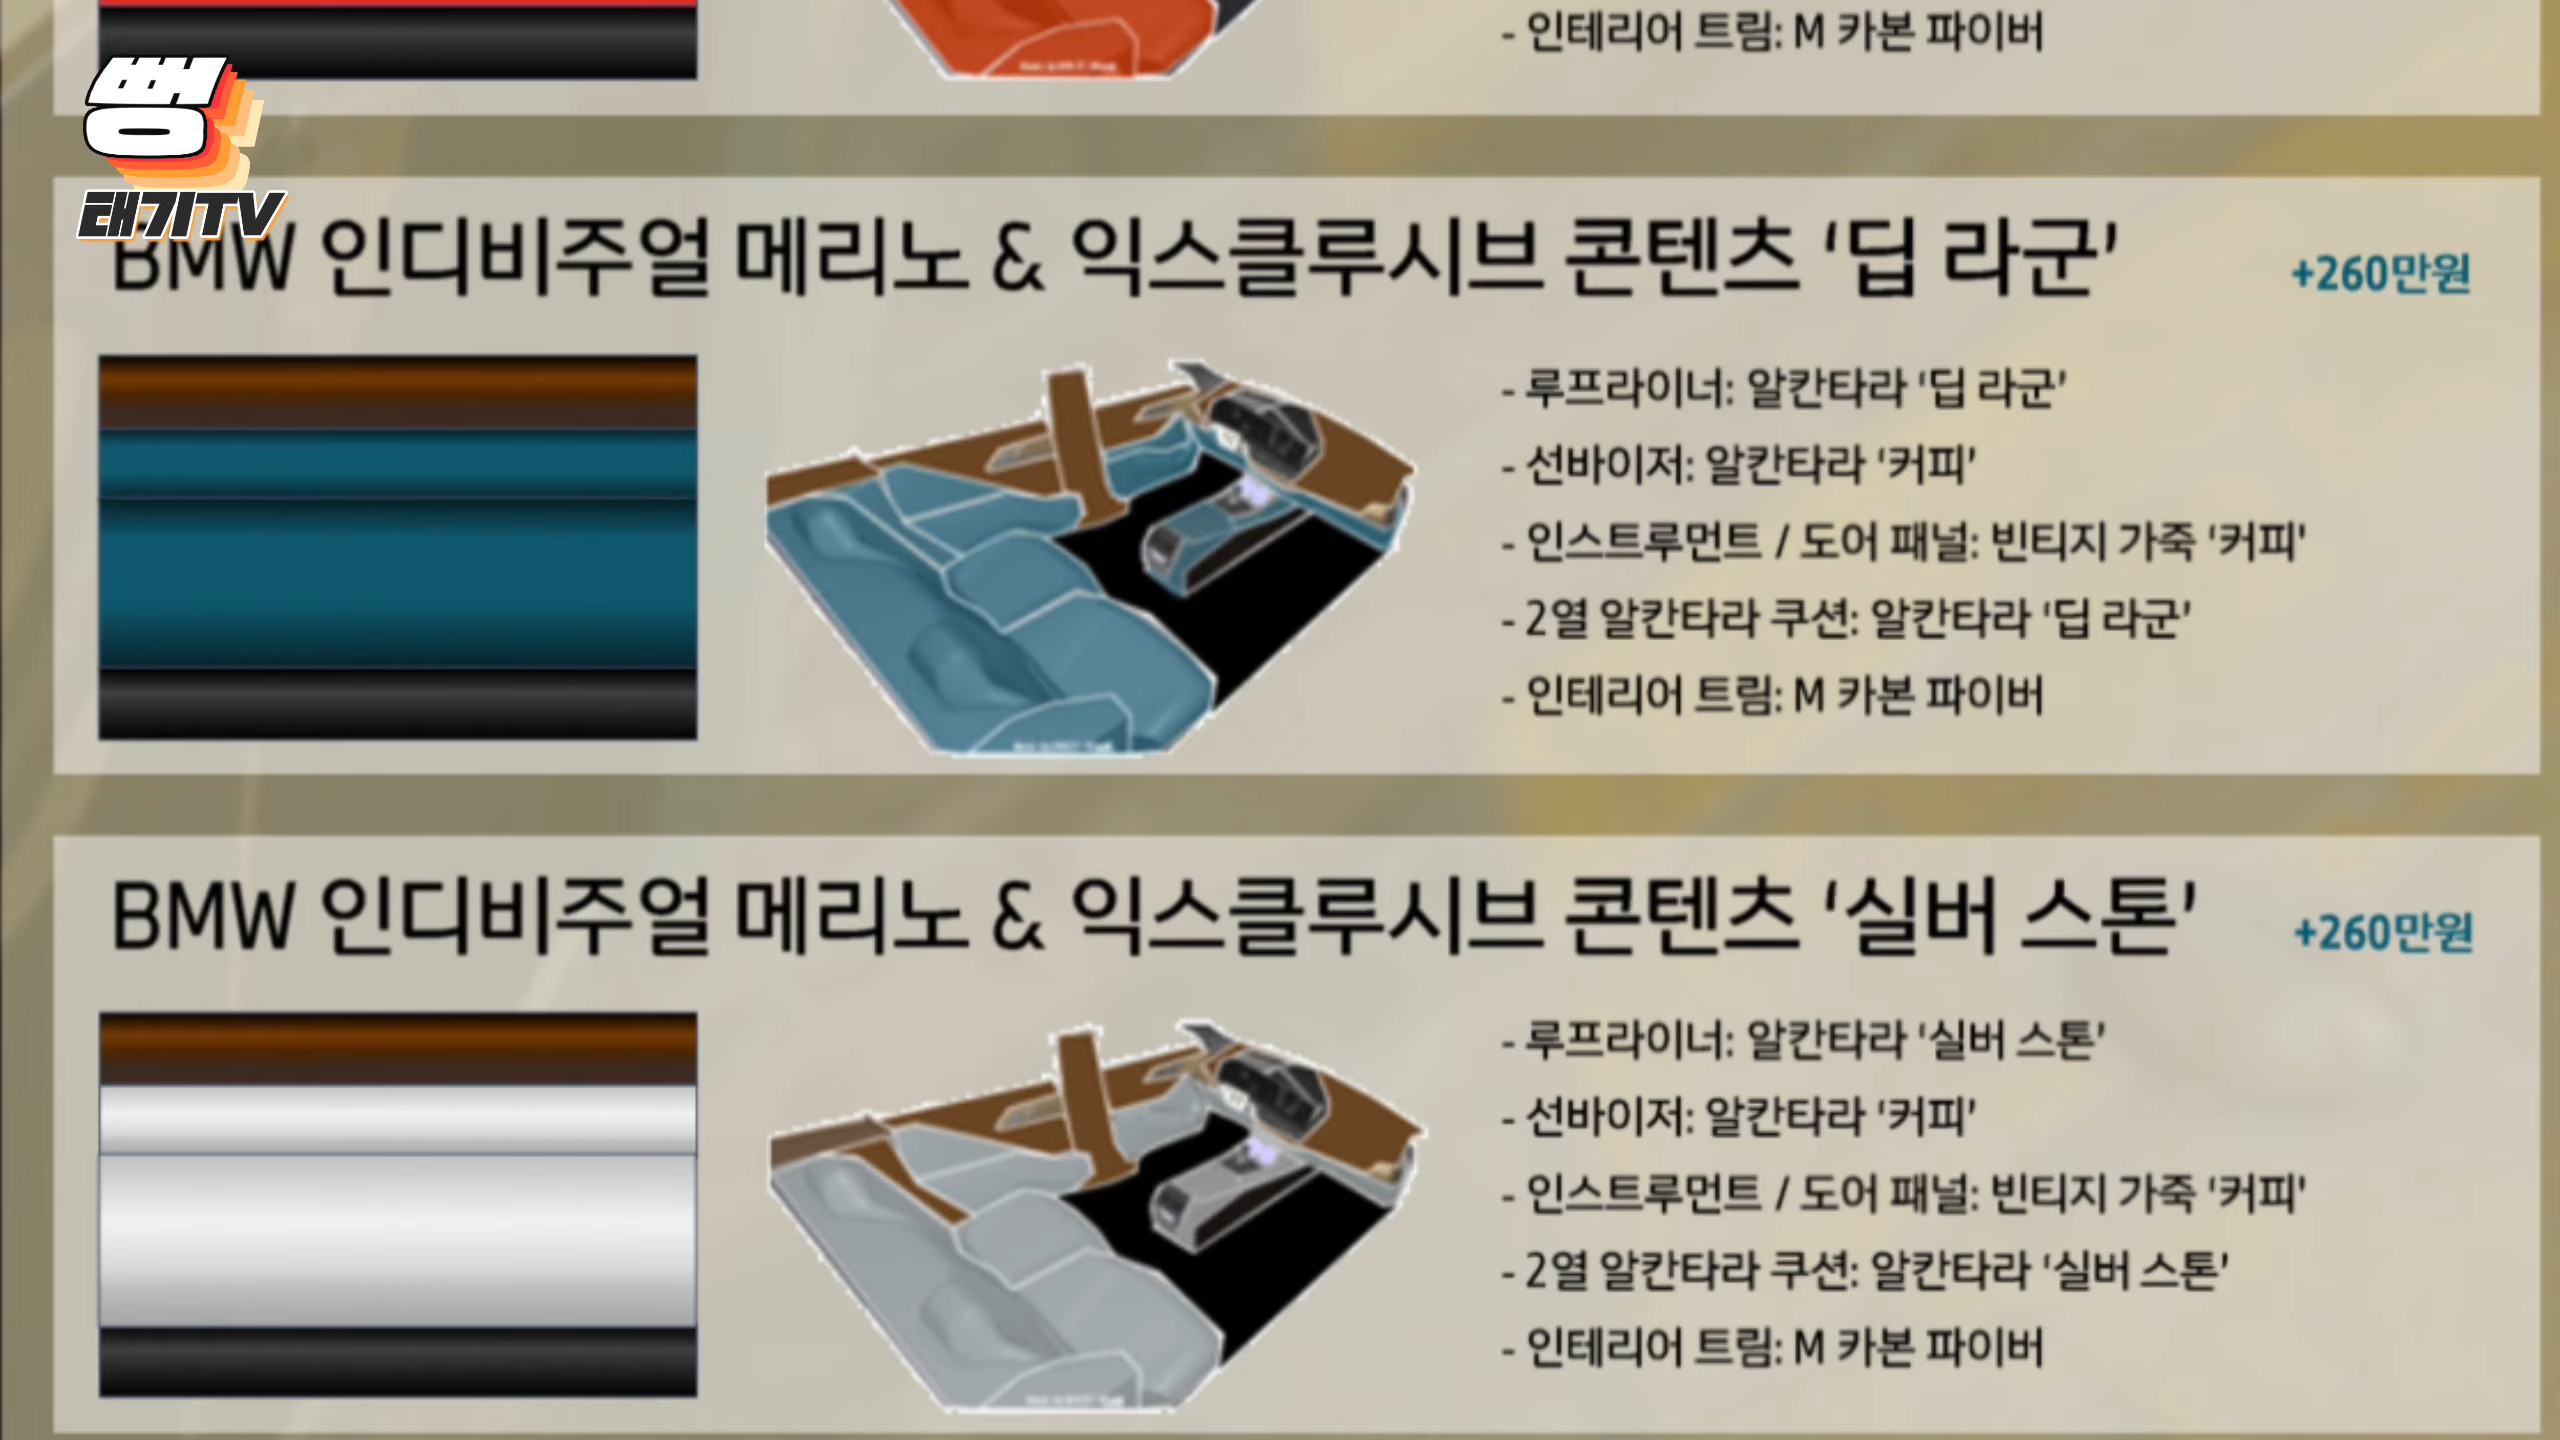 - 인테리어 트림: M 카본 파이버
뿅
태기TV
BMW 인디비주얼 메리노 & 익스클루시브 콘텐츠 ‘딥 라군’
+260만원
- 루프라이너: 알칸타라 ‘딥 라군’
- 선바이저: 알칸타라 ‘커피’
- 인스트루먼트 / 도어 패널: 빈티지 가죽 ‘커피’
- 2열 알칸타라 쿠션: 알칸타라 ‘딥 라군’
- 인테리어 트림: M 카본 파이버
BMW 인디비주얼 메리노 & 익스클루시브 콘텐츠 ‘실버 스톤’
+260만원
- 루프라이너: 알칸타라 ‘실버 스톤’
- 선바이저: 알칸타라 ‘커피’
- 인스트루먼트 / 도어 패널: 빈티지 가죽 ‘커피’
- 2열 알칸타라 쿠션: 알칸타라 ‘실버 스톤’
- 인테리어 트림: M 카본 파이버